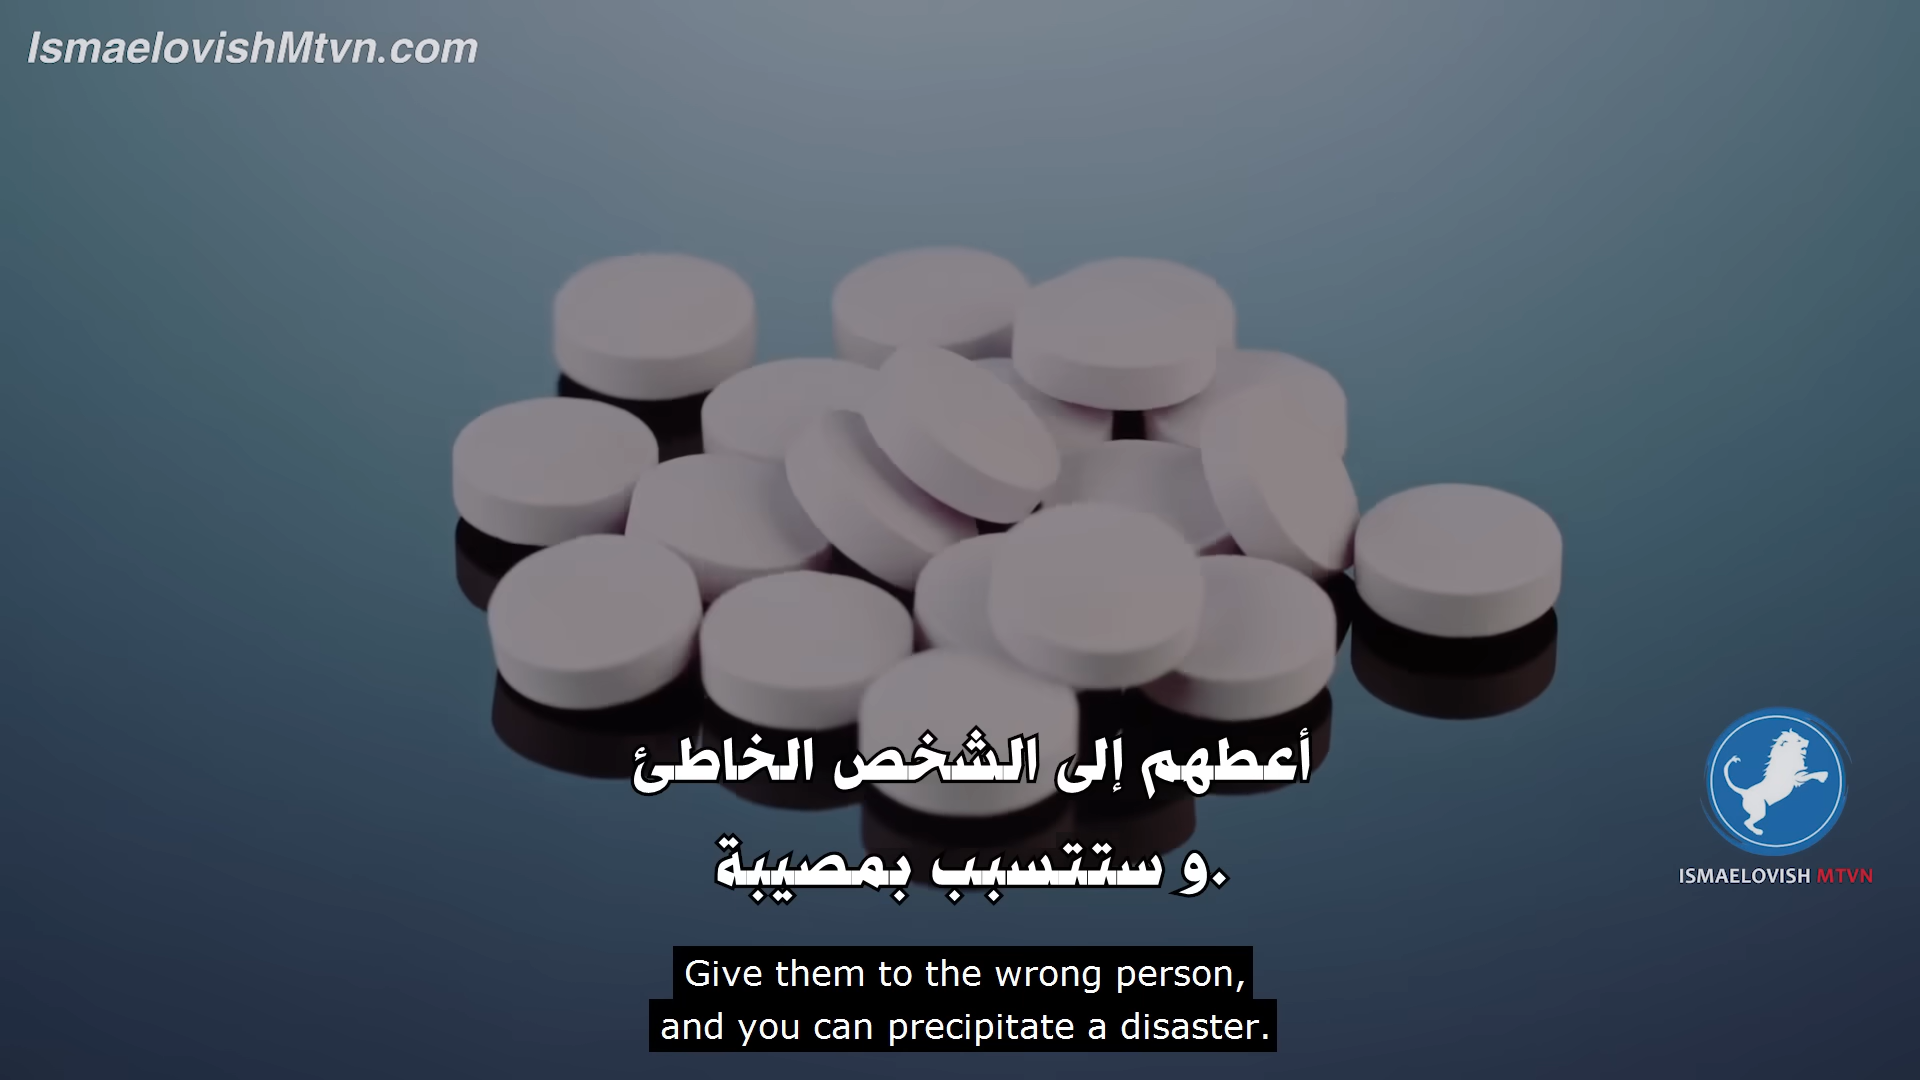 IsmaelovishMtvn.com
أعطهم إلى الشخص الخاطئ
و ستتسبب بمصيبة.
ISMAELOVISH MTVN
Give them to the wrong person,
and you can precipitate a disaster.